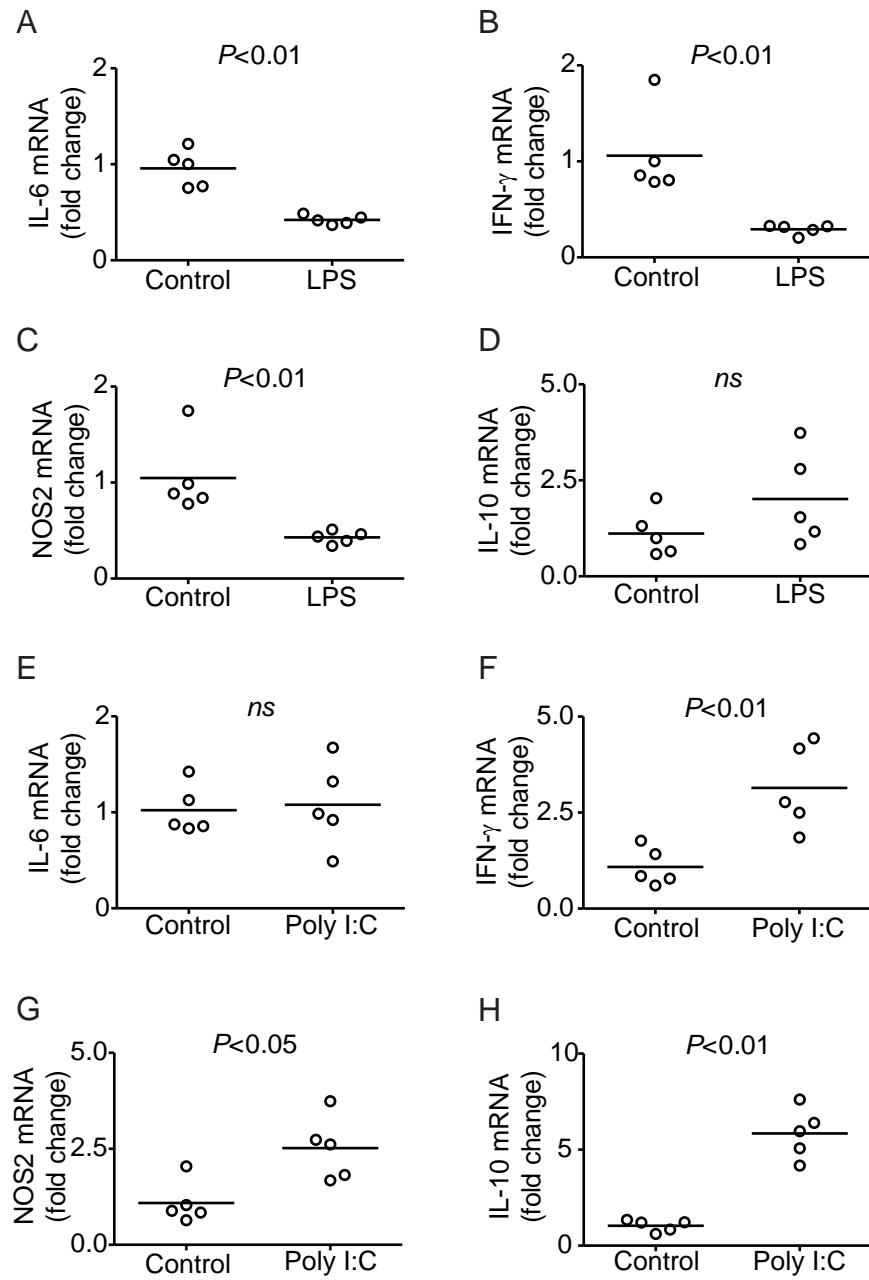 A
P<0.01
IL-6 mRNA
(fold change)
2
1
0
Control
LPS
B
P<0.01
IFN-γ mRNA
(fold change)
2
1
0
Control
LPS
C
P<0.01
NOS2 mRNA
(fold change)
2
1
0
Control
LPS
D
ns
IL-10 mRNA
(fold change)
5.0
2.5
0.0
Control
LPS
E
ns
IL-6 mRNA
(fold change)
2
1
0
Control
Poly I:C
F
P<0.01
IFN-γ mRNA
(fold change)
5.0
2.5
0.0
Control
Poly I:C
G
P<0.05
NOS2 mRNA
(fold change)
5.0
2.5
0.0
Control
Poly I:C
H
P<0.01
IL-10 mRNA
(fold change)
10
5
0
Control
Poly I:C